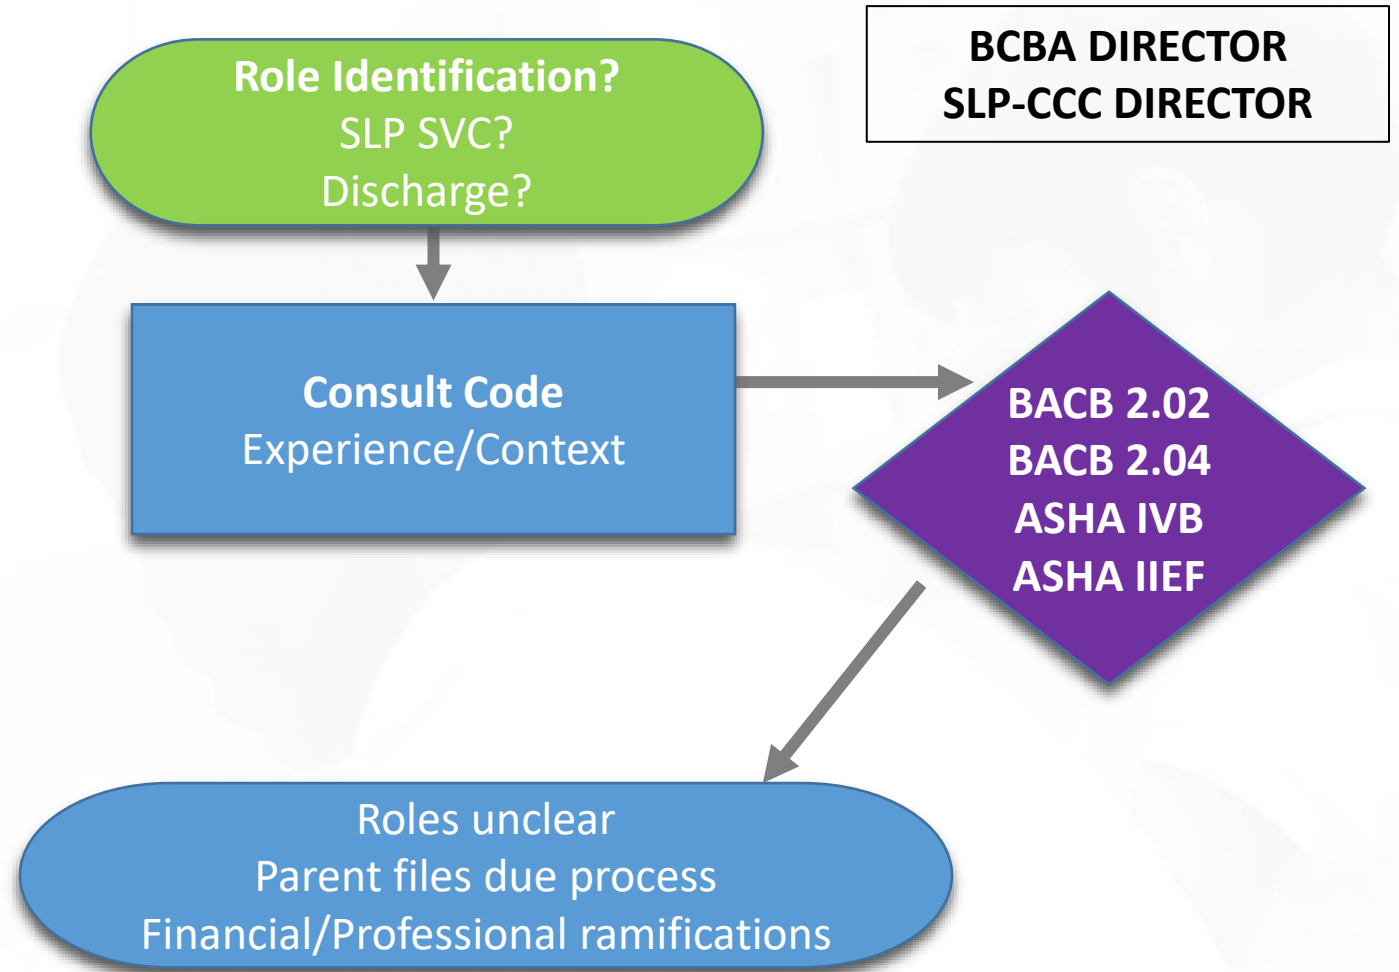 BCBA DIRECTOR
SLP-CCC DIRECTOR
Role Identification?
SLP SVC?
Discharge?
Consult Code
Experience/Context
BACB 2.02
BACB 2.04
ASHA IVB
ASHA IIEF
Roles unclear
Parent files due process
Financial/Professional ramifications